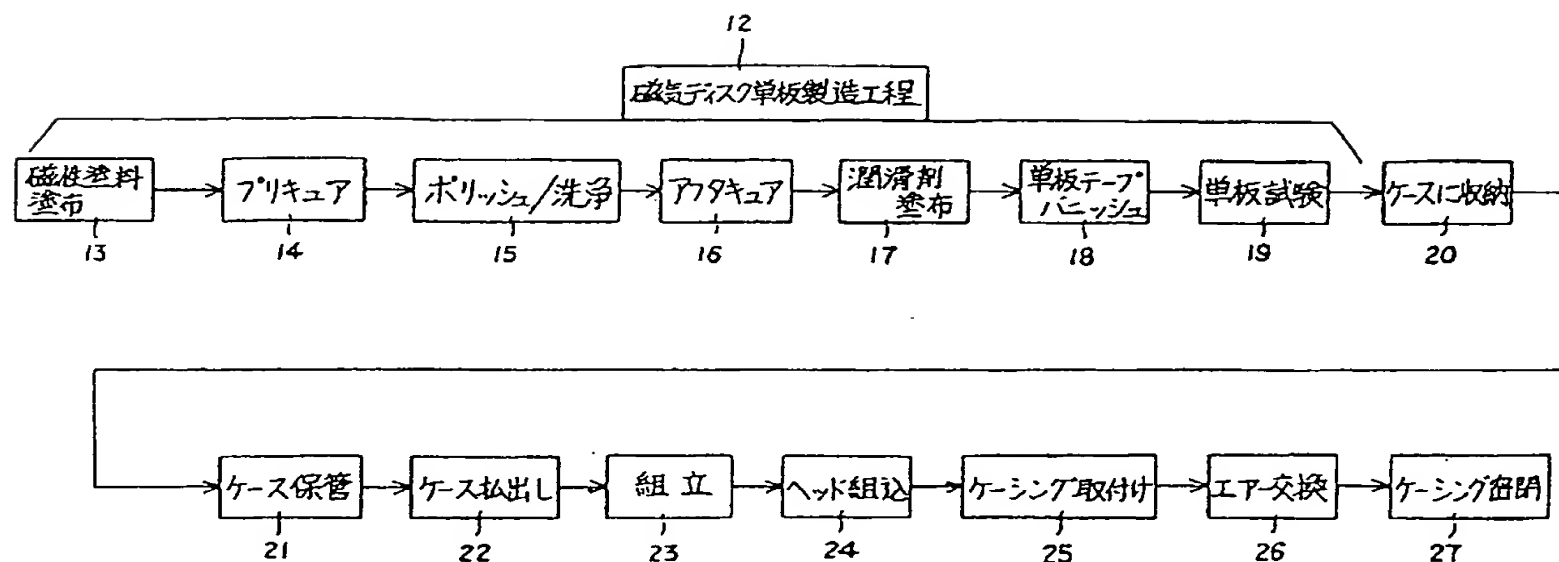 12
磁気ディスク単板製造工程
磁性塗料
塗布
プリキュア
ポリッシュ/洗浄
アフタキュア
潤滑剤
塗布
単板テープ
バニッシュ
単板試験
ケースに収納
13
14
15
16
17
18
19
20
ケース保管
ケース払出し
組立
ヘッド組込
ケーシング取付け
エアー交換
ケーシング密閉
21
22
23
24
25
26
27